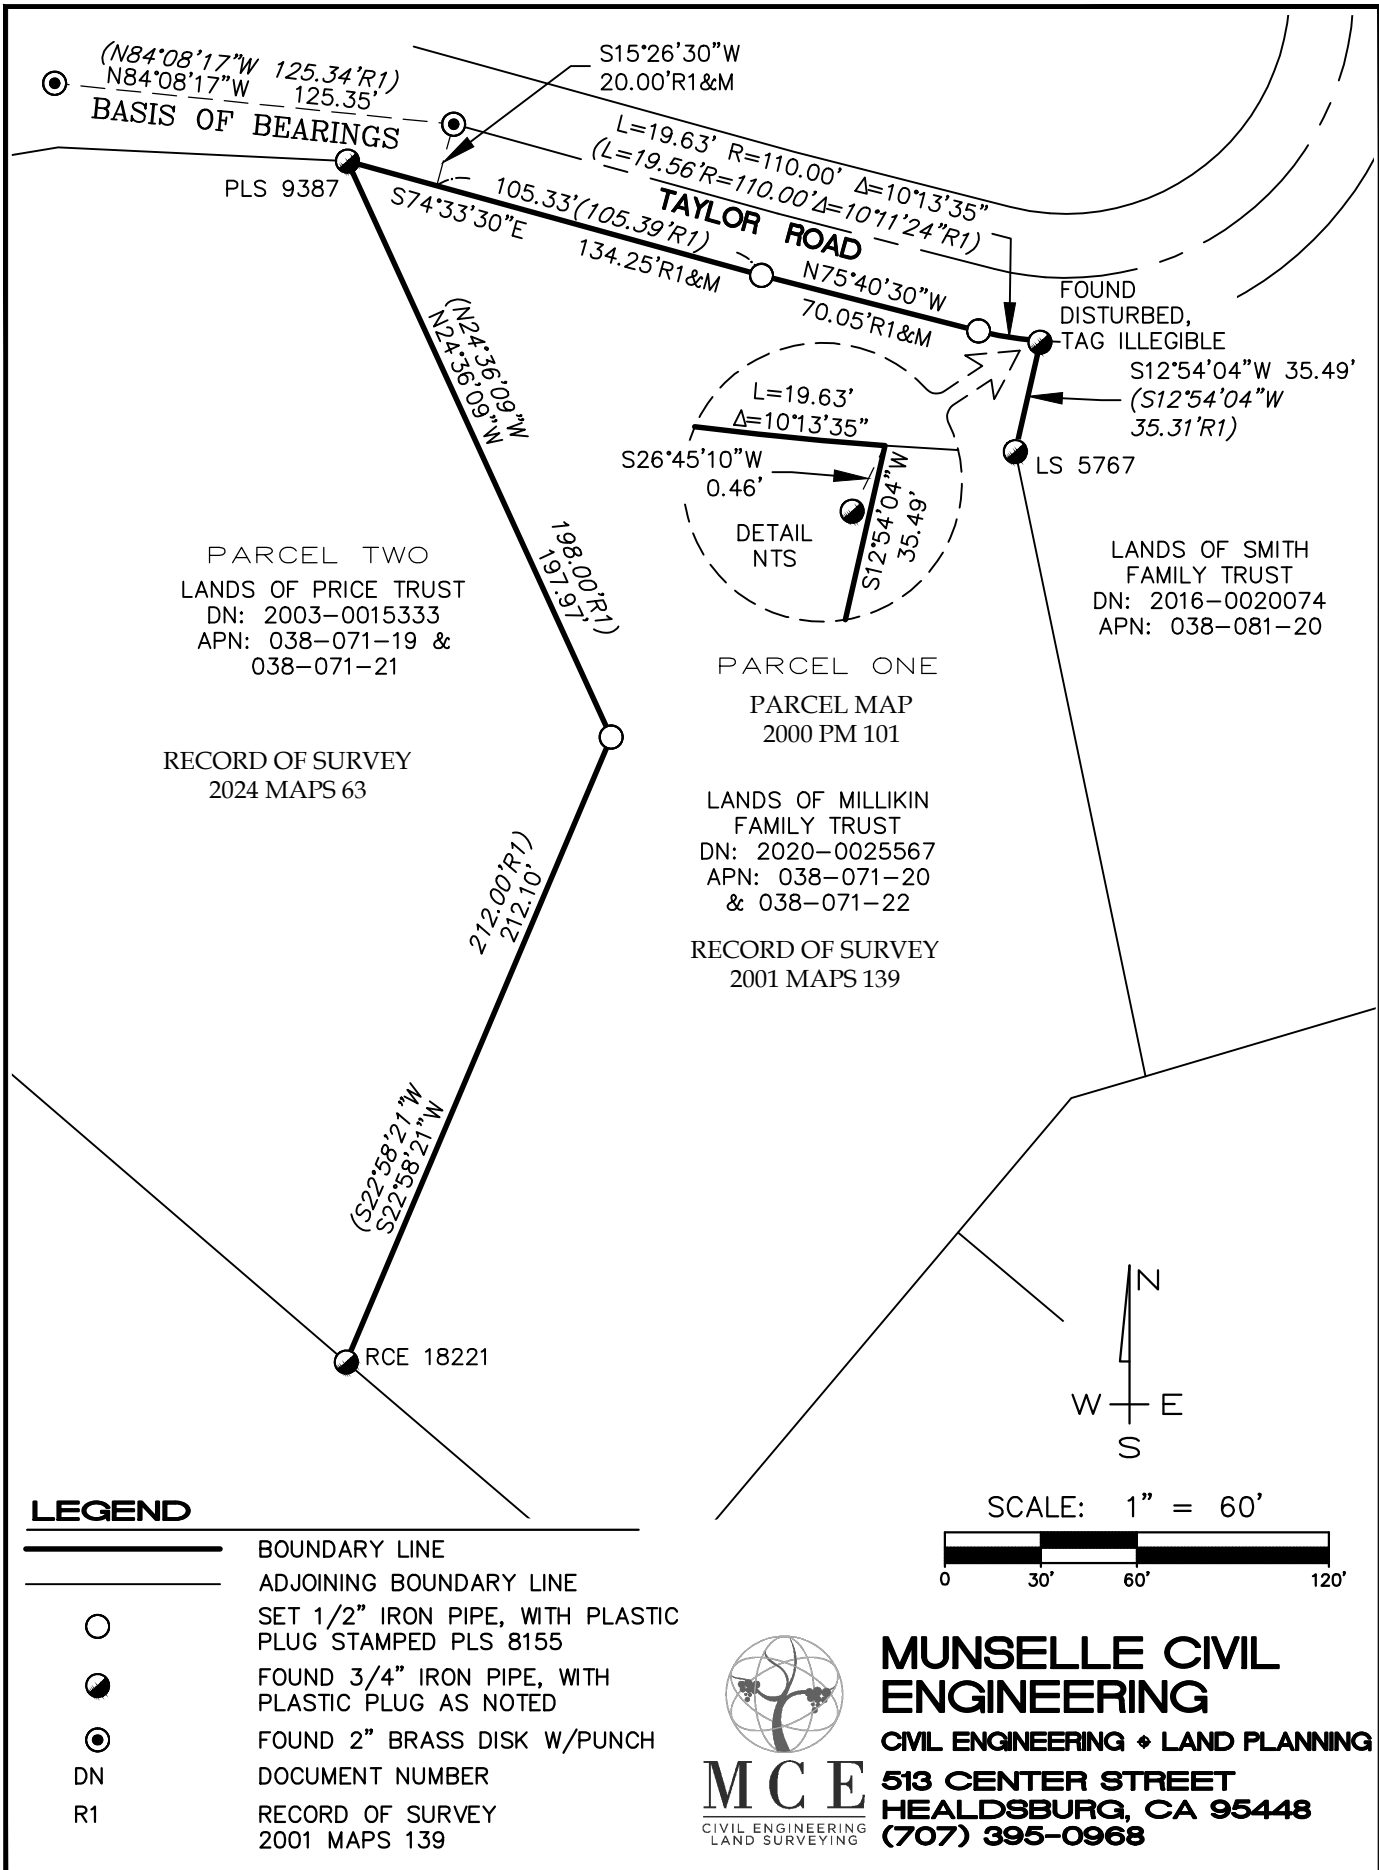 (N84°08'17"W 125.34'R1)
N84°08'17"W 125.35'
BASIS OF BEARINGS
S15°26'30"W
20.00'R1&M
L=19.63' R=110.00' Δ=10°13'35"
(L=19.56'R=110.00'Δ=10°11'24"R1)
TAYLOR ROAD
PLS 9387
S74°33'30"E
105.33'(105.39'R1)
134.25'R1&M
N75°40'30"W
70.05'R1&M
FOUND
DISTURBED,
TAG ILLEGIBLE
S12°54'04"W 35.49'
(S12°54'04"W
35.31'R1)
LS 5767
(N24°36'09"W
N24°36'09"W
198.00'R1)
197.97'
L=19.63'
Δ=10°13'35"
S26°45'10"W
0.46'
S12°54'04"W
35.49'
DETAIL
NTS
PARCEL TWO
LANDS OF PRICE TRUST
DN: 2003-0015333
APN: 038-071-19 &
038-071-21
RECORD OF SURVEY
2024 MAPS 63
LANDS OF SMITH
FAMILY TRUST
DN: 2016-0020074
APN: 038-081-20
PARCEL ONE
PARCEL MAP
2000 PM 101
LANDS OF MILLIKIN
FAMILY TRUST
DN: 2020-0025567
APN: 038-071-20
& 038-071-22
RECORD OF SURVEY
2001 MAPS 139
212.00'R1)
212.10'
(S22°58'21"W
S22°58'21"W
RCE 18221
N
W E
S
SCALE: 1" = 60'
0 30' 60' 120'
LEGEND
BOUNDARY LINE
ADJOINING BOUNDARY LINE
SET 1/2" IRON PIPE, WITH PLASTIC
PLUG STAMPED PLS 8155
FOUND 3/4" IRON PIPE, WITH
PLASTIC PLUG AS NOTED
FOUND 2" BRASS DISK W/PUNCH
DN DOCUMENT NUMBER
R1 RECORD OF SURVEY
2001 MAPS 139
MCE
CIVIL ENGINEERING
LAND SURVEYING
MUNSELLE CIVIL
ENGINEERING
CIVIL ENGINEERING ⌖ LAND PLANNING
513 CENTER STREET
HEALDSBURG, CA 95448
(707) 395-0968